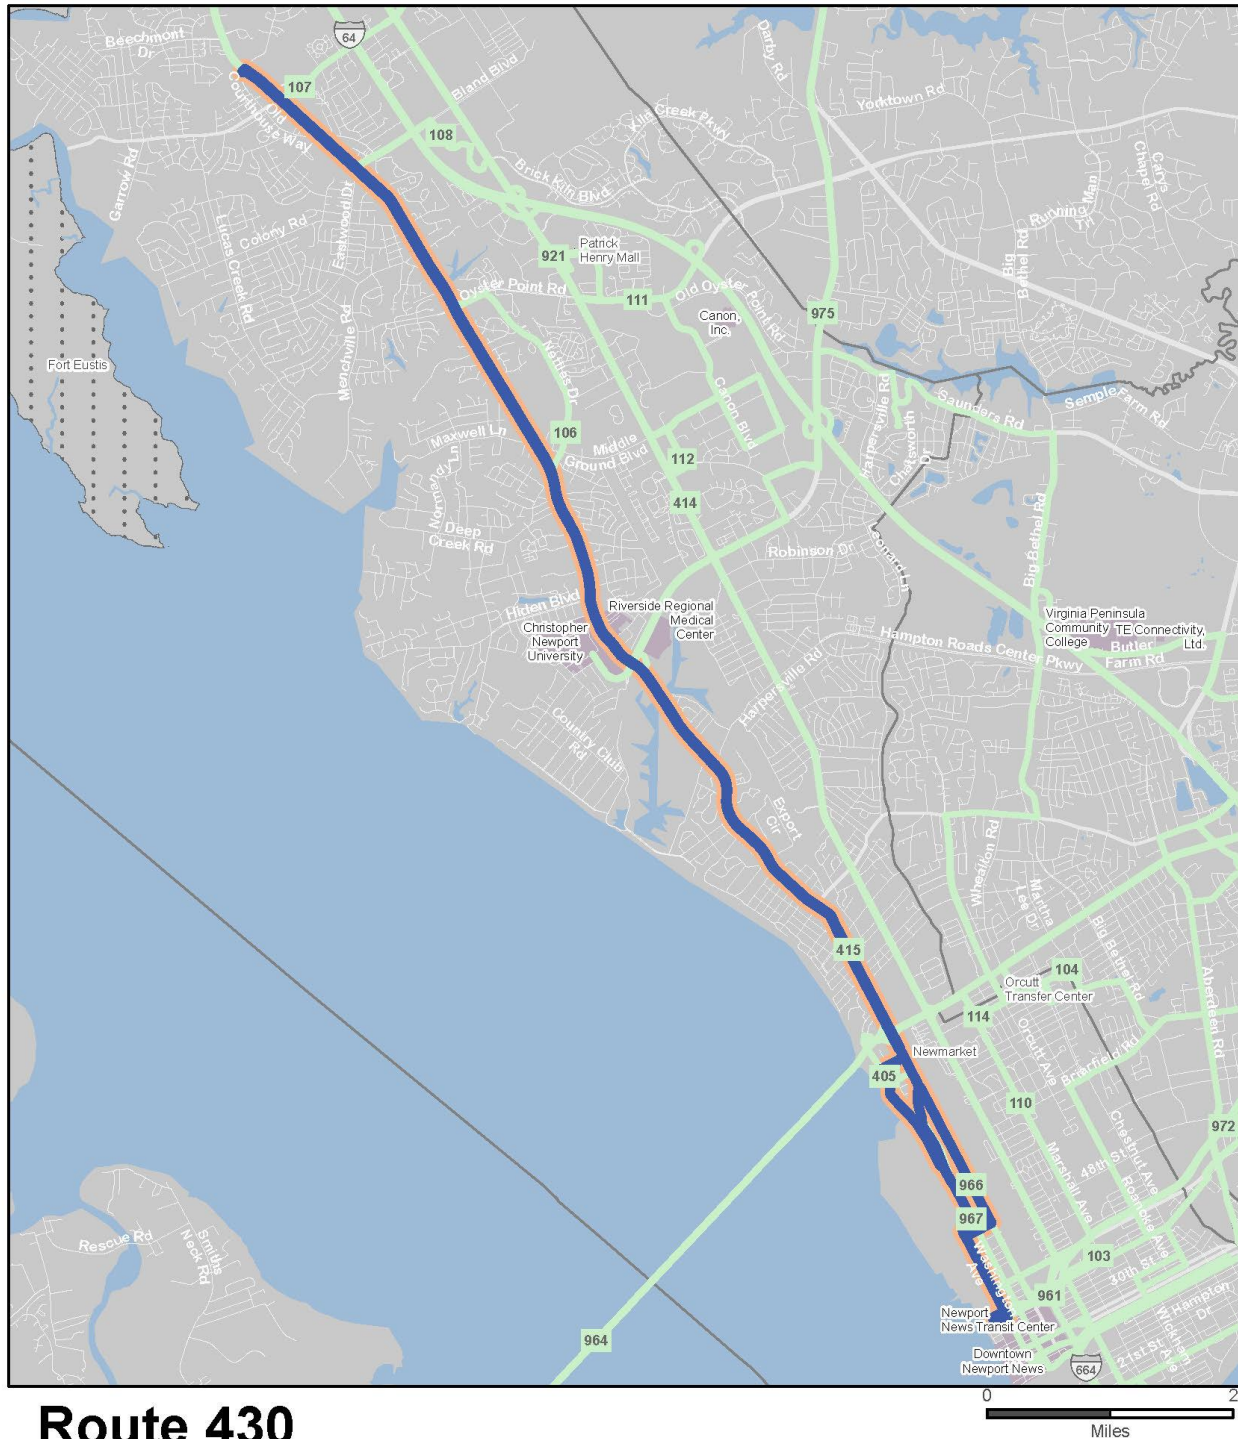 Beechmont
Dr
64
107
Old
Courthouse Way
Bland Blvd
108
Darby Rd
Yorktown Rd
Kiln Creek Pkwy
Brick Kiln Blvd
Garrow Rd
Carys
Chapel Rd
Running
Man
Trl
Big
Bethel Rd
Lucas Creek Rd
Colony Rd
Eastwood Dr
921
Patrick
Henry Mall
Oyster Point Rd
111
Old Oyster
Point Rd
Canon,
Inc.
975
Fort Eustis
Menchville Rd
Nettles Dr
Canon Blvd
Harpersville Rd
Chatsworth
Dr
Saunders Rd
Semple Farm Rd
Maxwell Ln
106
Middle
Ground Blvd
112
Normandy Ln
414
Deep
Creek Rd
Robinson Dr
Leonard Ln
Big Bethel Rd
Hiden Blvd
Riverside Regional
Medical
Center
Christopher
Newport
University
Virginia Peninsula
Community
College
TE Connectivity,
Ltd.
Butler
Farm Rd
Hampton Roads Center Pkwy
Harpersville Rd
Country Club
Rd
Export
Cir
Whealton Rd
Martha
Lee Dr
Big Bethel Rd
415
104
Orcutt
Transfer Center
Aberdeen Rd
114
Orcutt Ave
Newmarket
Briarfield Rd
405
110
Chestnut Ave
972
48th St
Marshall Ave
Roanoke Ave
966
967
Rescue Rd
Smiths
Neck Rd
Washington
Ave
103
30th St
961
W Hampton
Dr
Newport
News Transit Center
964
Wickham
Ave
21st St
Downtown
Newport News
664
Route 430
0
2
Miles